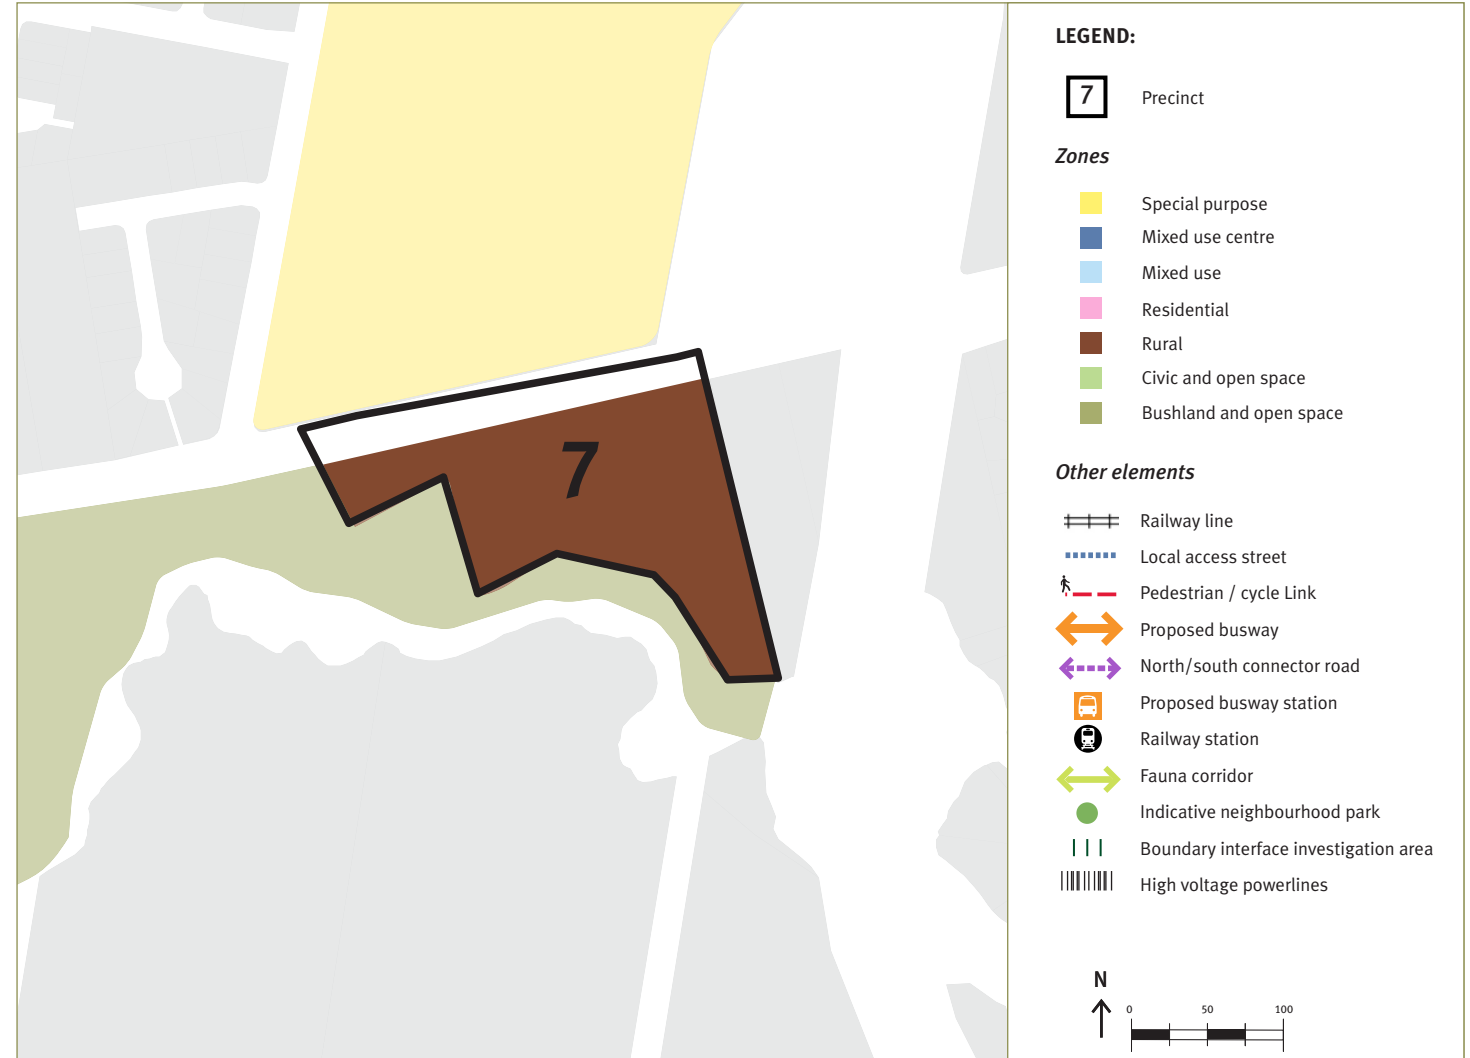 7
LEGEND:
7 Precinct
Zones
Special purpose
Mixed use centre
Mixed use
Residential
Rural
Civic and open space
Bushland and open space
Other elements
Railway line
Local access street
Pedestrian / cycle Link
Proposed busway
North/south connector road
Proposed busway station
Railway station
Fauna corridor
Indicative neighbourhood park
Boundary interface investigation area
High voltage powerlines
N
0 50 100